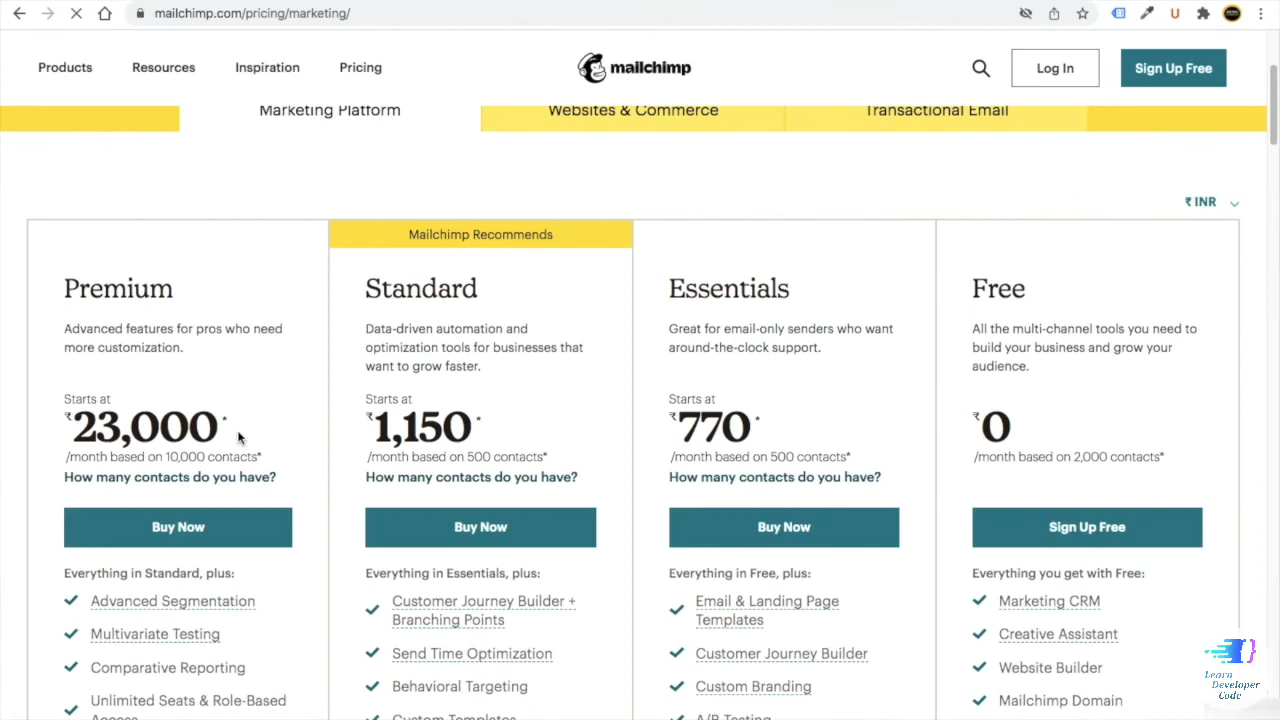 mailchimp.com/pricing/marketing/
Products
Resources
Inspiration
Pricing
mailchimp
Log In
Sign Up Free
Marketing Platform
Websites & Commerce
Transactional Email
₹ INR
Premium
Advanced features for pros who need
more customization.
Starts at
₹23,000*
/month based on 10,000 contacts*
How many contacts do you have?
Buy Now
Everything in Standard, plus:
Advanced Segmentation
Multivariate Testing
Comparative Reporting
Unlimited Seats & Role-Based
Access
Mailchimp Recommends
Standard
Data-driven automation and
optimization tools for businesses that
want to grow faster.
Starts at
₹1,150*
/month based on 500 contacts*
How many contacts do you have?
Buy Now
Everything in Essentials, plus:
Customer Journey Builder +
Branching Points
Send Time Optimization
Behavioral Targeting
Custom Templates
Essentials
Great for email-only senders who want
around-the-clock support.
Starts at
₹770*
/month based on 500 contacts*
How many contacts do you have?
Buy Now
Everything in Free, plus:
Email & Landing Page
Templates
Customer Journey Builder
Custom Branding
A/B Testing
Free
All the multi-channel tools you need to
build your business and grow your
audience.
₹0
/month based on 2,000 contacts*
Sign Up Free
Everything you get with Free:
Marketing CRM
Creative Assistant
Website Builder
Mailchimp Domain
Learn
Developer
Code